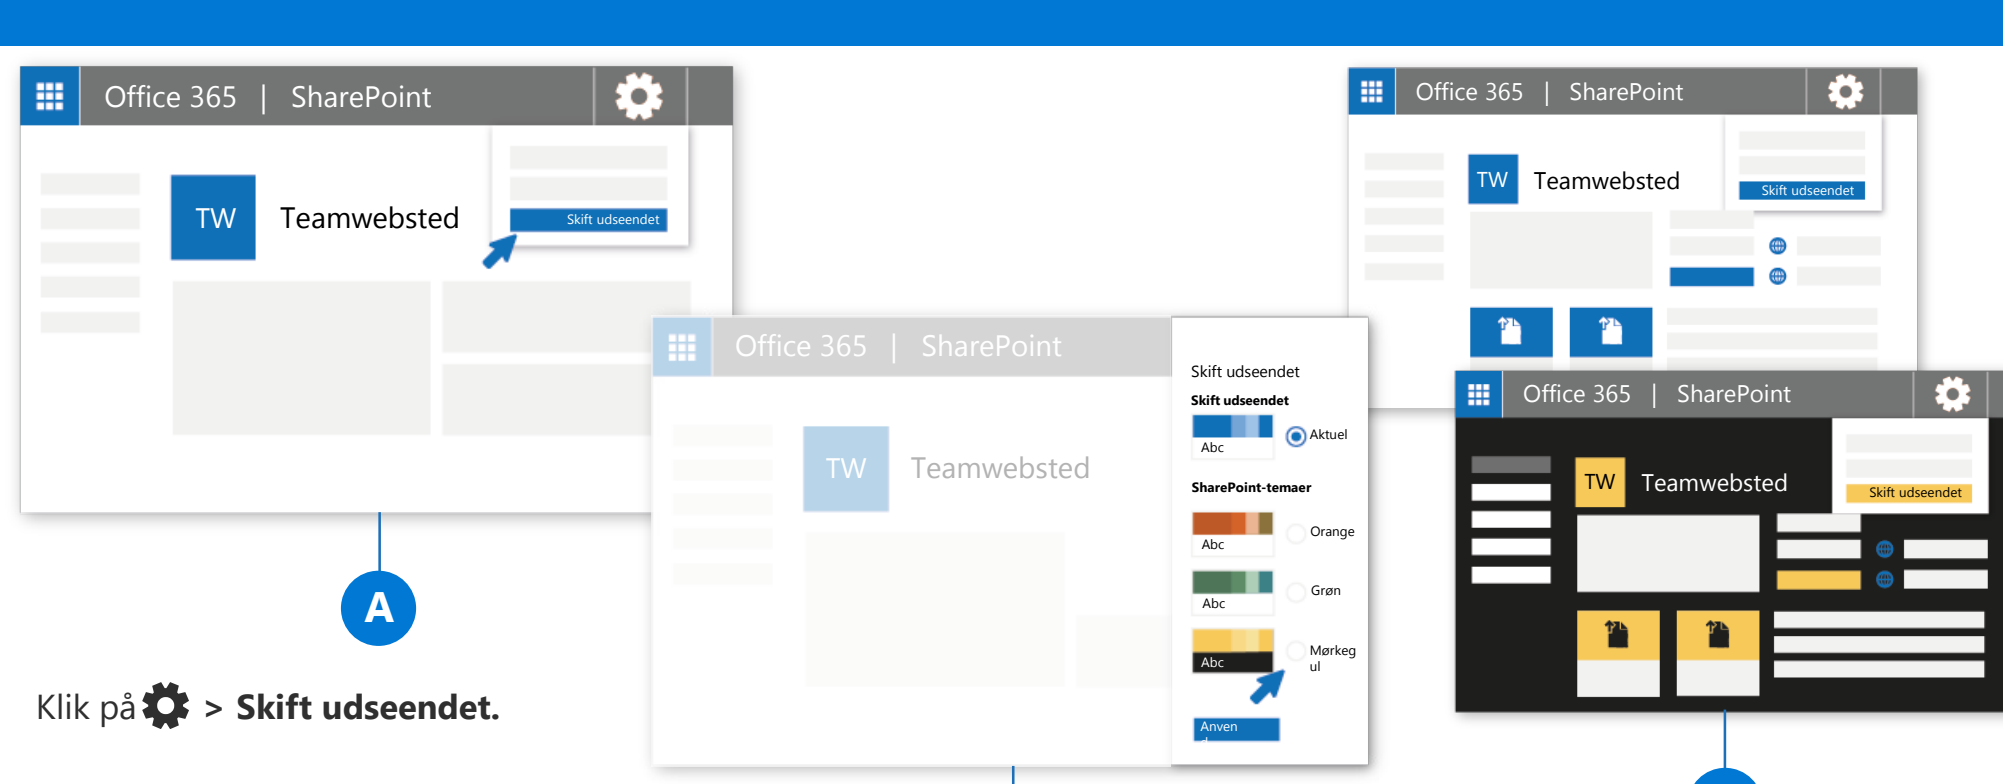 Office 365 | SharePoint
Skift udseendet
TW Teamwebsted
A
Klik på > Skift udseendet.
Office 365 | SharePoint
TW Teamwebsted
Skift udseendet
Skift udseendet
Abc
Aktuel
SharePoint-temaer
Abc
Orange
Abc
Grøn
Abc
Mørkeg
ul
Anven
Office 365 | SharePoint
Skift udseendet
TW Teamwebsted
Office 365 | SharePoint
TW Teamwebsted
Skift udseendet